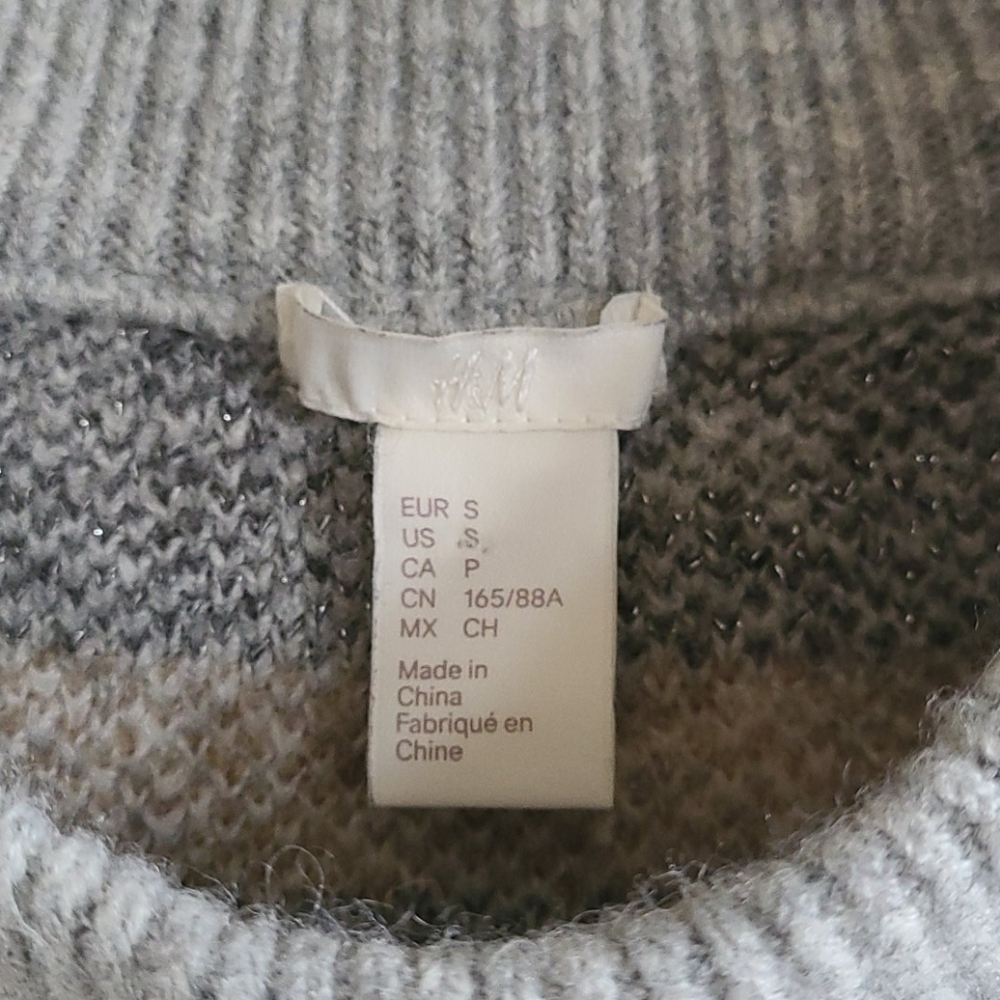 H&M
EUR S
US S
CA P
CN 165/88A
MX CH
Made in
China
Fabriqué en
Chine